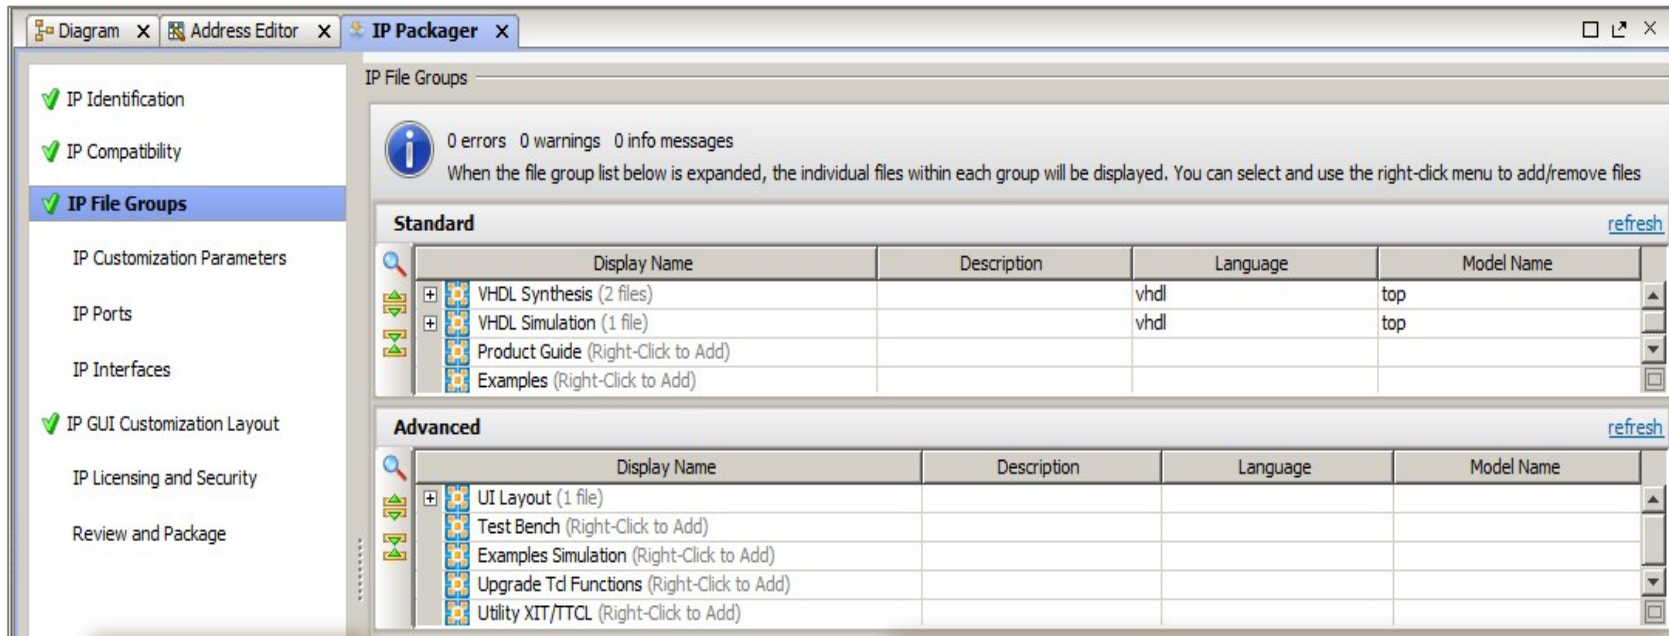 Diagram X Address Editor X IP Packager X
IP Identification
IP Compatibility
IP File Groups
IP Customization Parameters
IP Ports
IP Interfaces
IP GUI Customization Layout
IP Licensing and Security
Review and Package
IP File Groups
0 errors 0 warnings 0 info messages
When the file group list below is expanded, the individual files within each group will be displayed. You can select and use the right-click menu to add/remove files
Standard refresh
Display Name Description Language Model Name
VHDL Synthesis (2 files) vhdl top
VHDL Simulation (1 file) vhdl top
Product Guide (Right-Click to Add)
Examples (Right-Click to Add)
Advanced refresh
Display Name Description Language Model Name
UI Layout (1 file)
Test Bench (Right-Click to Add)
Examples Simulation (Right-Click to Add)
Upgrade Tcl Functions (Right-Click to Add)
Utility XIT/TTCL (Right-Click to Add)